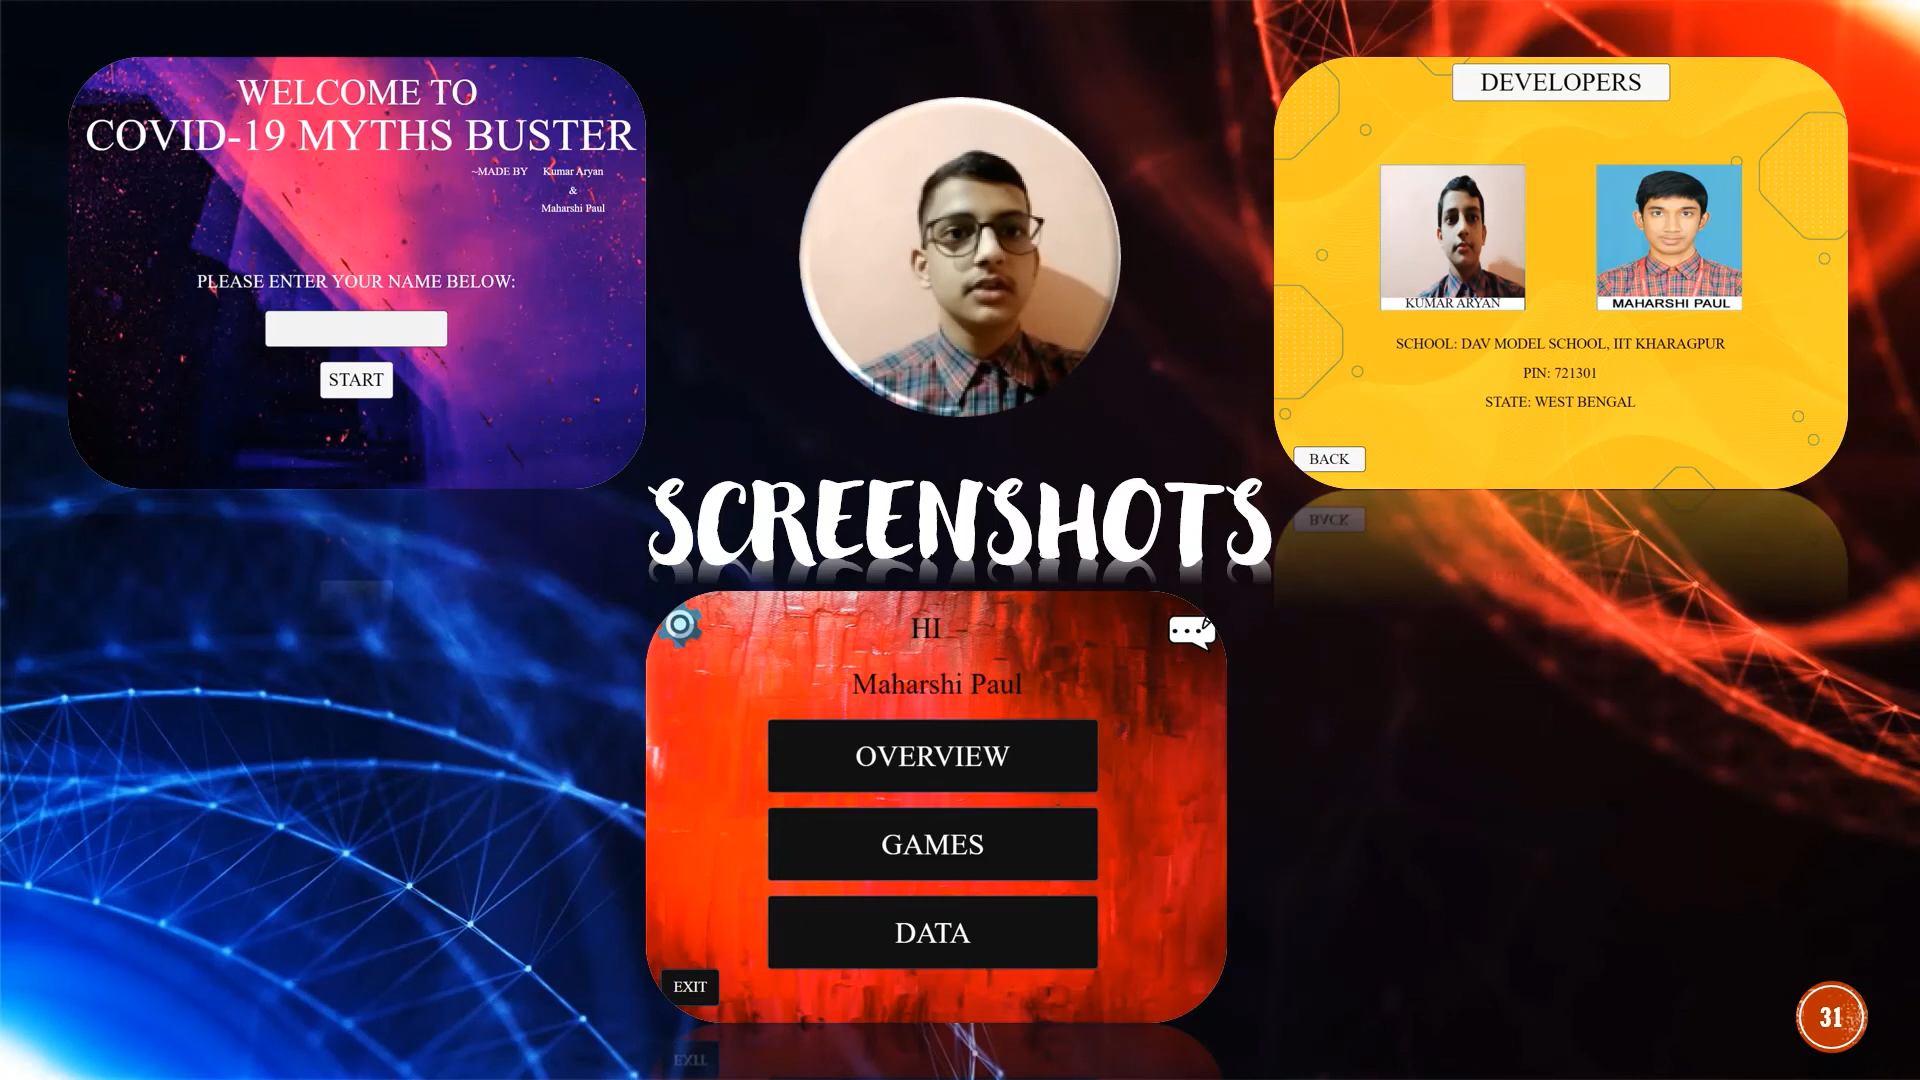 WELCOME TO
COVID-19 MYTHS BUSTER
~MADE BY Kumar Aryan
&
Maharshi Paul
PLEASE ENTER YOUR NAME BELOW:
START
DEVELOPERS
KUMAR ARYAN
MAHARSHI PAUL
SCHOOL: DAV MODEL SCHOOL, IIT KHARAGPUR
PIN: 721301
STATE: WEST BENGAL
BACK
SCREENSHOTS
HI
Maharshi Paul
OVERVIEW
GAMES
DATA
EXIT
31